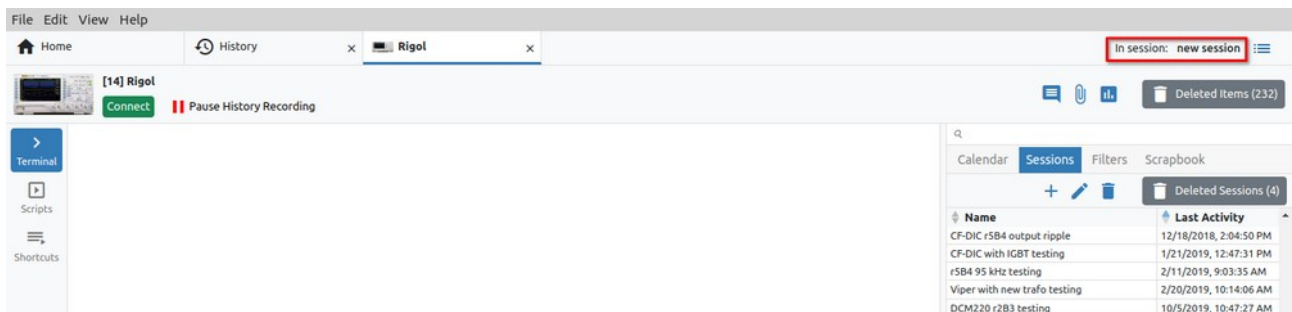 File Edit View Help
Home History x Rigol x In session: new session
[14] Rigol
Connect Pause History Recording Deleted Items (232)
Terminal
Scripts
Shortcuts
Calendar Sessions Filters Scrapbook
Deleted Sessions (4)
Name Last Activity
CF-DIC r5B4 output ripple 12/18/2018, 2:04:50 PM
CF-DIC with IGBT testing 1/21/2019, 12:47:31 PM
r5B4 95 kHz testing 2/11/2019, 9:03:35 AM
Viper with new trafo testing 2/20/2019, 10:14:06 AM
DCM220 r2B3 testing 10/5/2019, 10:47:27 AM